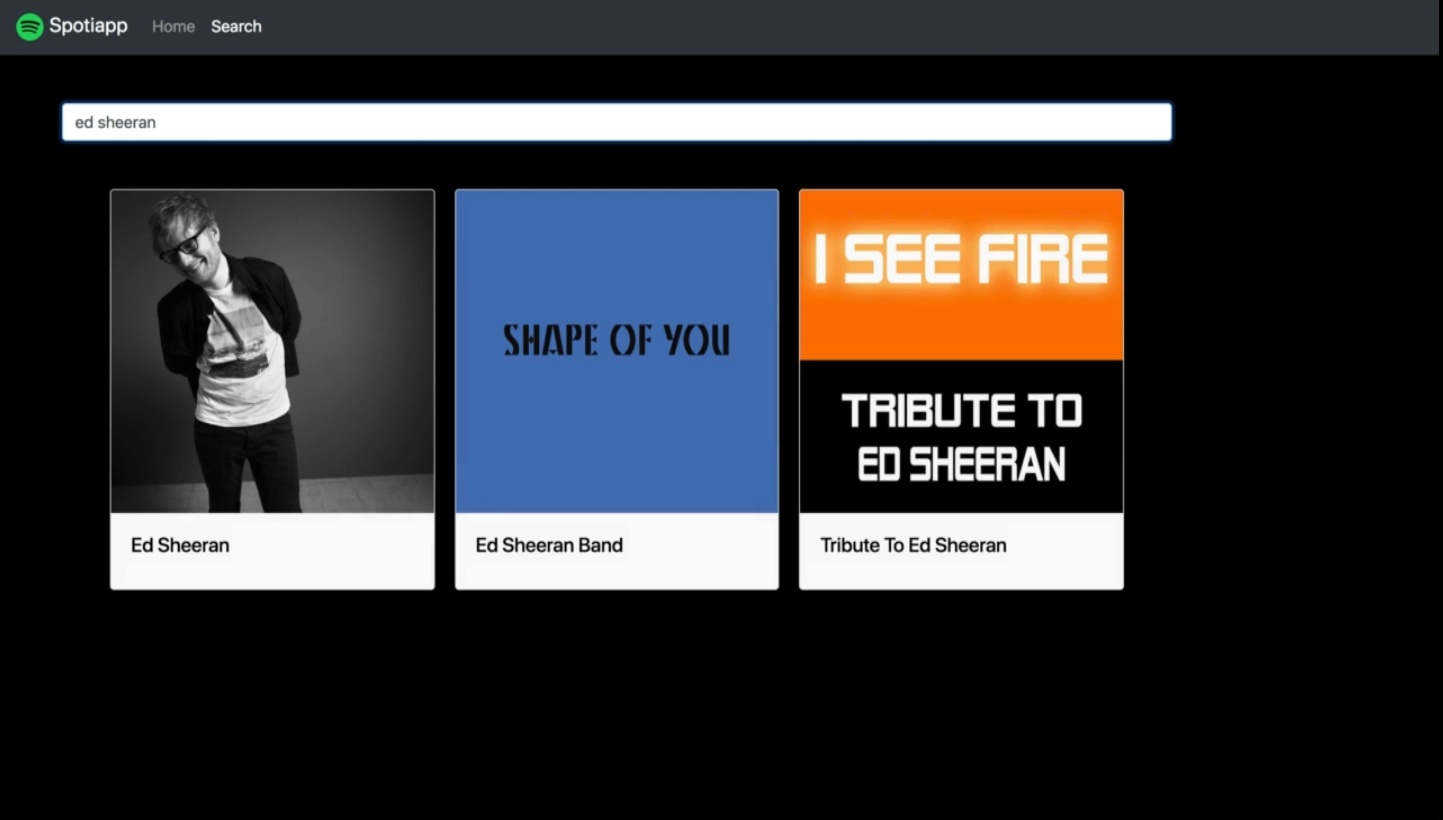 Spotiapp Home Search
ed sheeran
SHAPE OF YOU
I SEE FIRE
TRIBUTE TO
ED SHEERAN
Ed Sheeran
Ed Sheeran Band
Tribute To Ed Sheeran